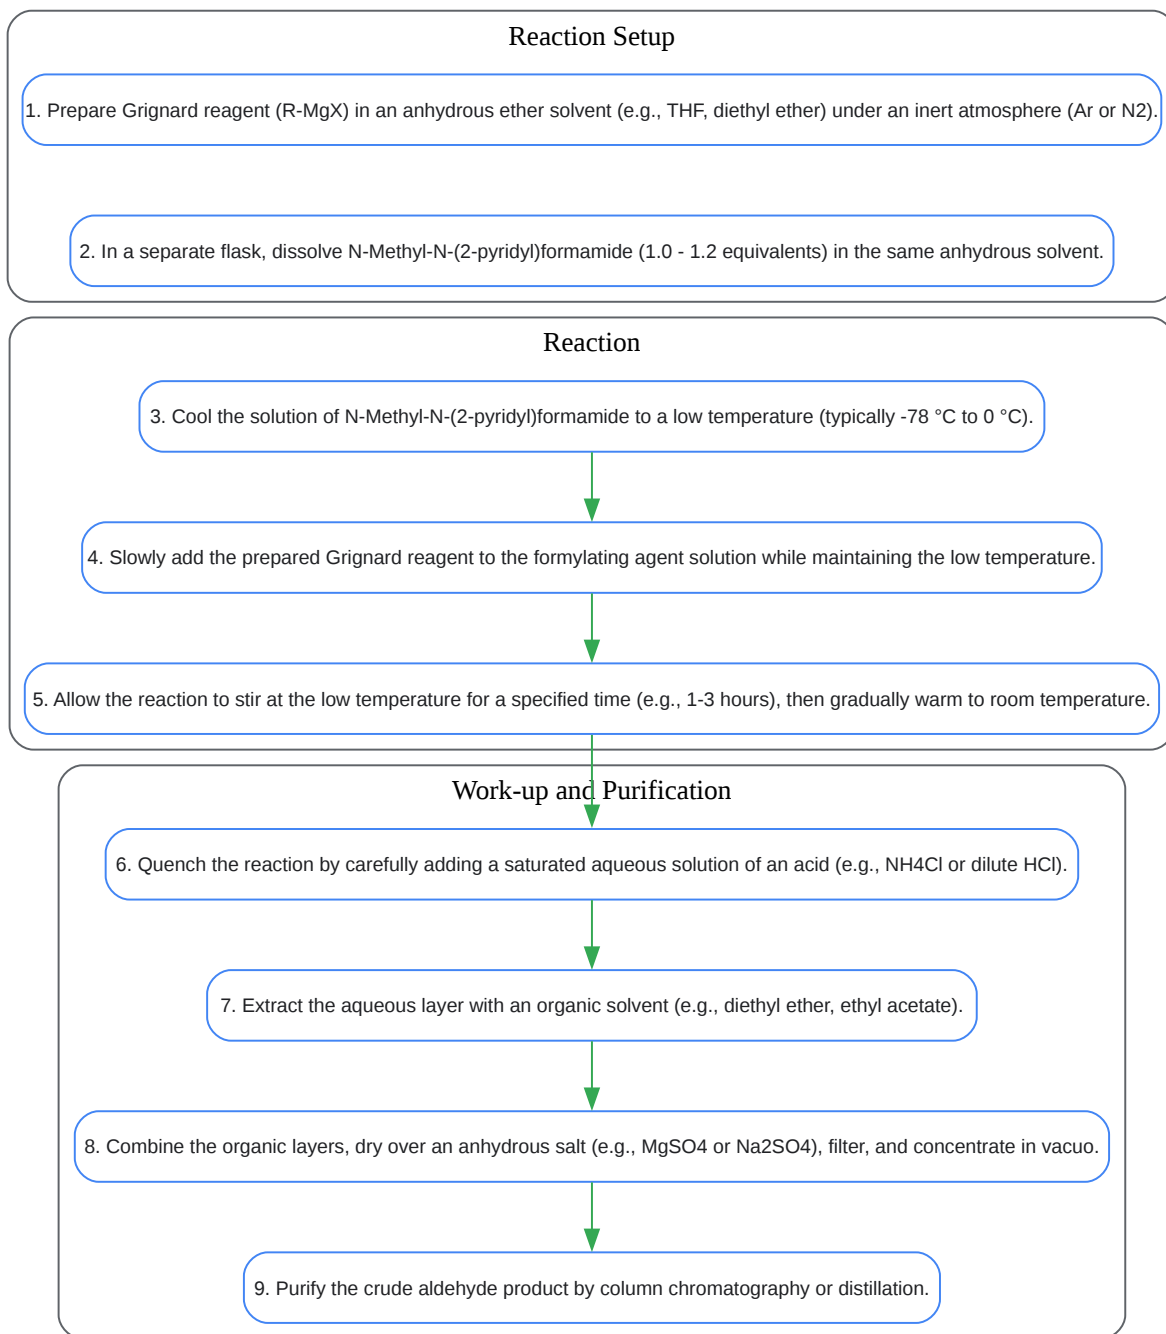 Reaction Setup
1. Prepare Grignard reagent (R-MgX) in an anhydrous ether solvent (e.g., THF, diethyl ether) under an inert atmosphere (Ar or N2).
2. In a separate flask, dissolve N-Methyl-N-(2-pyridyl)formamide (1.0 - 1.2 equivalents) in the same anhydrous solvent.
Reaction
3. Cool the solution of N-Methyl-N-(2-pyridyl)formamide to a low temperature (typically -78 °C to 0 °C).
4. Slowly add the prepared Grignard reagent to the formylating agent solution while maintaining the low temperature.
5. Allow the reaction to stir at the low temperature for a specified time (e.g., 1-3 hours), then gradually warm to room temperature.
Work-up and Purification
6. Quench the reaction by carefully adding a saturated aqueous solution of an acid (e.g., NH4Cl or dilute HCl).
7. Extract the aqueous layer with an organic solvent (e.g., diethyl ether, ethyl acetate).
8. Combine the organic layers, dry over an anhydrous salt (e.g., MgSO4 or Na2SO4), filter, and concentrate in vacuo.
9. Purify the crude aldehyde product by column chromatography or distillation.